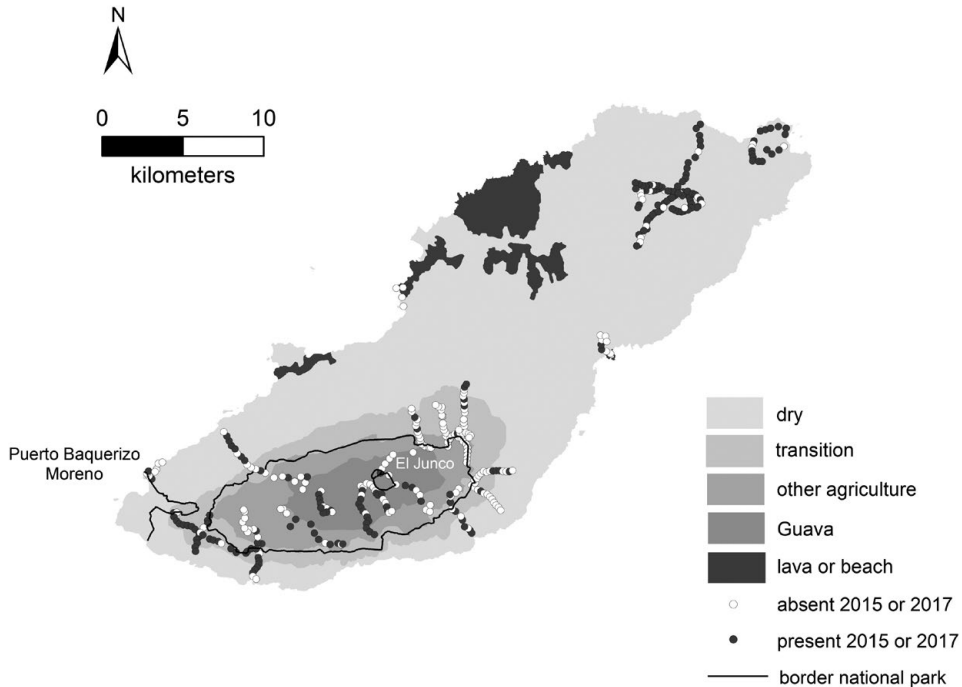 N
0 5 10
kilometers
Puerto Baquerizo
Moreno
El Junco
dry
transition
other agriculture
Guava
lava or beach
absent 2015 or 2017
present 2015 or 2017
border national park